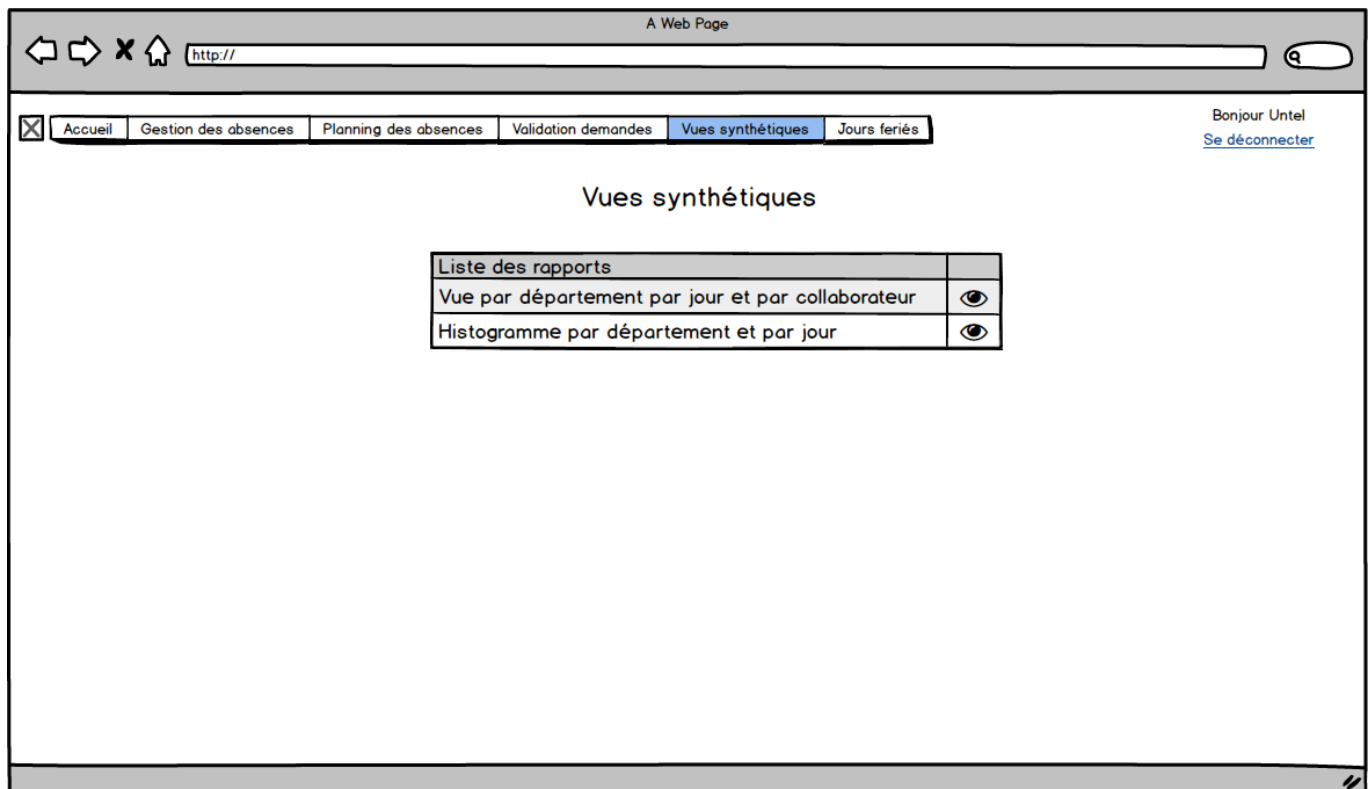 A Web Page
http://
Bonjour Untel
Accueil Gestion des absences Planning des absences Validation demandes Vues synthétiques Jours feriés
Se déconnecter
Vues synthétiques
Liste des rapports
Vue par département par jour et par collaborateur
Histogramme par département et par jour